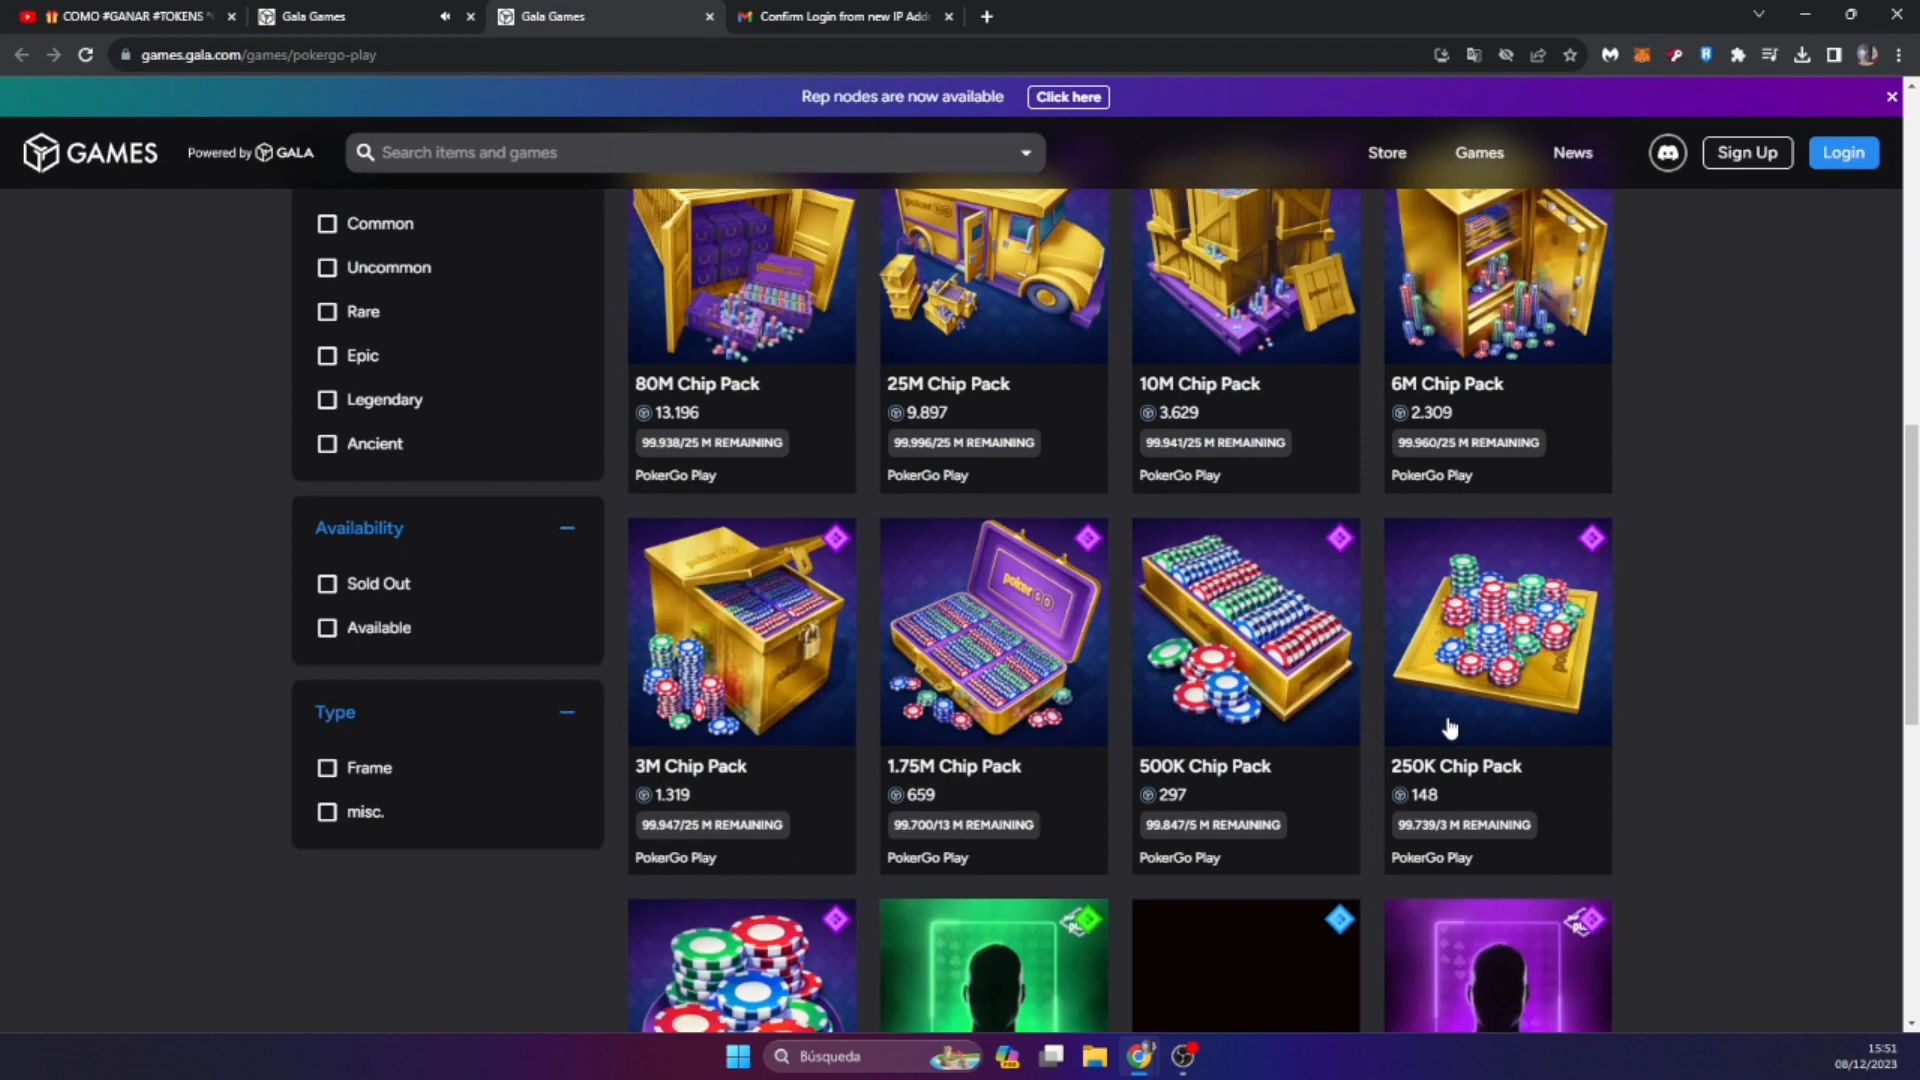 COMO #GANAR #TOKENS
Gala Games
Gala Games
Confirm Login from new IP Add
games.gala.com/games/pokergo-play
Rep nodes are now available
Click here
GAMES
Powered by GALA
Search items and games
Store
Games
News
Sign Up
Login
Common
Uncommon
Rare
Epic
Legendary
Ancient
Availability
Sold Out
Available
Type
Frame
misc.
80M Chip Pack
13.196
99.938/25 M REMAINING
PokerGo Play
25M Chip Pack
9.897
99.996/25 M REMAINING
PokerGo Play
10M Chip Pack
3.629
99.941/25 M REMAINING
PokerGo Play
6M Chip Pack
2.309
99.960/25 M REMAINING
PokerGo Play
pokerGO
3M Chip Pack
1.319
99.947/25 M REMAINING
PokerGo Play
1.75M Chip Pack
659
99.700/13 M REMAINING
PokerGo Play
500K Chip Pack
297
99.847/5 M REMAINING
PokerGo Play
250K Chip Pack
148
99.739/3 M REMAINING
PokerGo Play
Búsqueda
15:51
08/12/2023